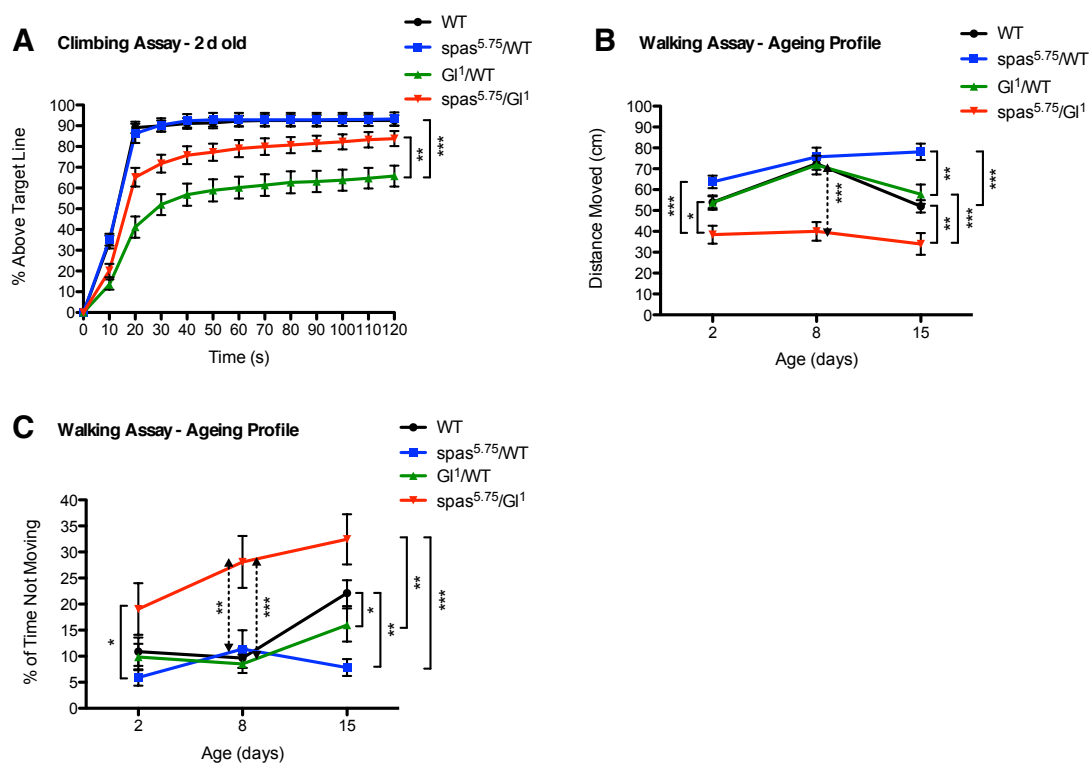 A Climbing Assay - 2 d old
WT
spas5.75/WT
Gl1/WT
spas5.75/Gl1
% Above Target Line
100
90
80
70
60
50
40
30
20
10
0
** ***
0 10 20 30 40 50 60 70 80 90 100 110 120
Time (s)
B Walking Assay - Ageing Profile
WT
spas5.75/WT
Gl1/WT
spas5.75/Gl1
Distance Moved (cm)
100
90
80
70
60
50
40
30
20
10
0
*** * *** ** ** *** ***
2 8 15
Age (days)
C Walking Assay - Ageing Profile
WT
spas5.75/WT
Gl1/WT
spas5.75/Gl1
% of Time Not Moving
40
35
30
25
20
15
10
5
0
* ** *** * ** ** ***
2 8 15
Age (days)